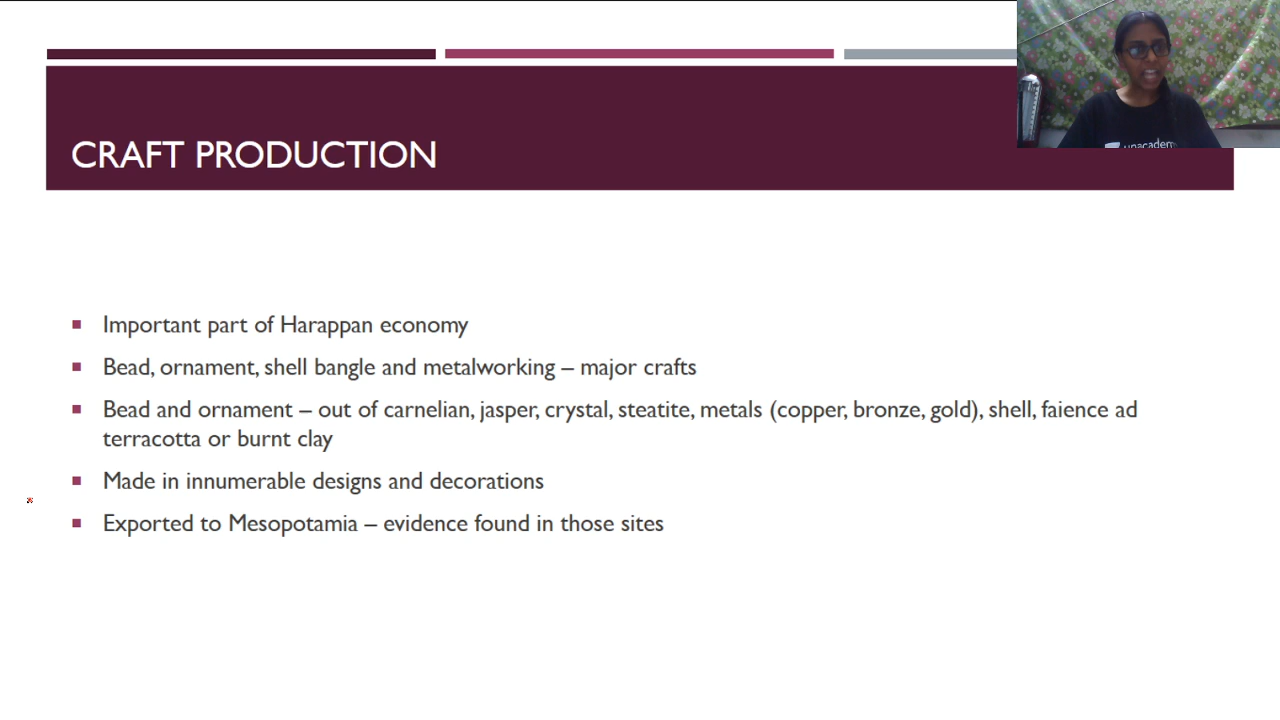 CRAFT PRODUCTION
Important part of Harappan economy
Bead, ornament, shell bangle and metalworking – major crafts
Bead and ornament – out of carnelian, jasper, crystal, steatite, metals (copper, bronze, gold), shell, faience ad
terracotta or burnt clay
Made in innumerable designs and decorations
Exported to Mesopotamia – evidence found in those sites